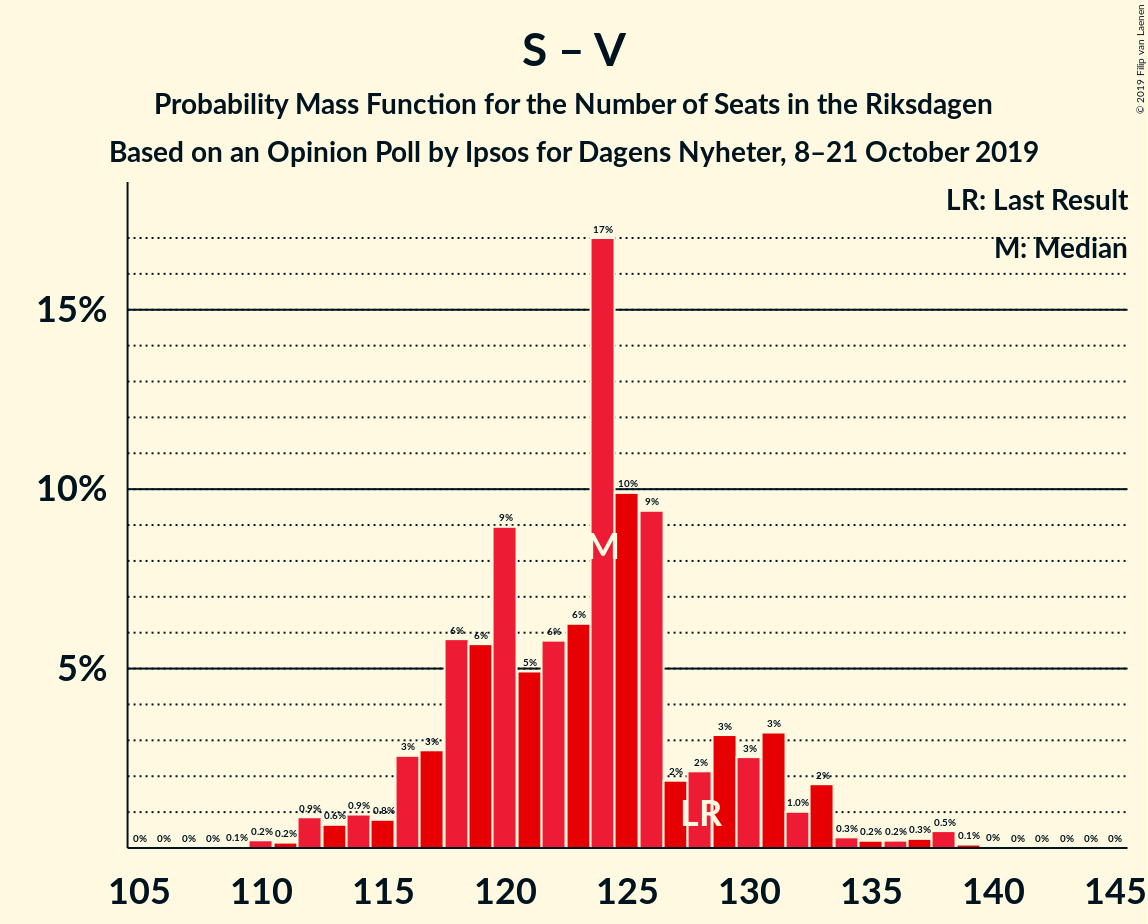 S – V
Probability Mass Function for the Number of Seats in the Riksdagen
Based on an Opinion Poll by Ipsos for Dagens Nyheter, 8–21 October 2019
© 2019 Filip van Laenen
LR: Last Result
M: Median
15%
10%
5%
0% 0% 0% 0% 0.1% 0.2% 0.2% 0.9% 0.6% 0.9% 0.8% 3% 3% 6% 6% 9% 5% 6% 6% 17% 10% 9% 2% 2% 3% 3% 3% 1.0% 2% 0.3% 0.2% 0.2% 0.3% 0.5% 0.1% 0% 0% 0% 0% 0% 0%
M
LR
105 110 115 120 125 130 135 140 145